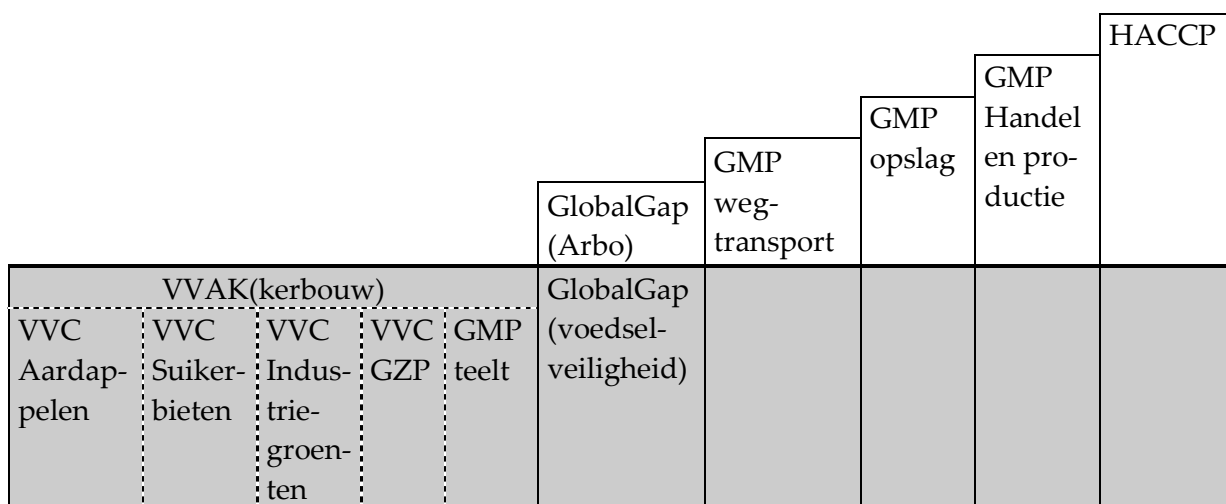 HACCP
GMP
Handel
en pro-
ductie
GMP
opslag
GMP
weg-
transport
GlobalGap
(Arbo)
VVAK(kerbouw)
GlobalGap
(voedsel-
veiligheid)
VVC
Aardap-
pelen
VVC
Suiker-
bieten
VVC
Indus-
trie-
groen-
ten
VVC
GZP
GMP
teelt